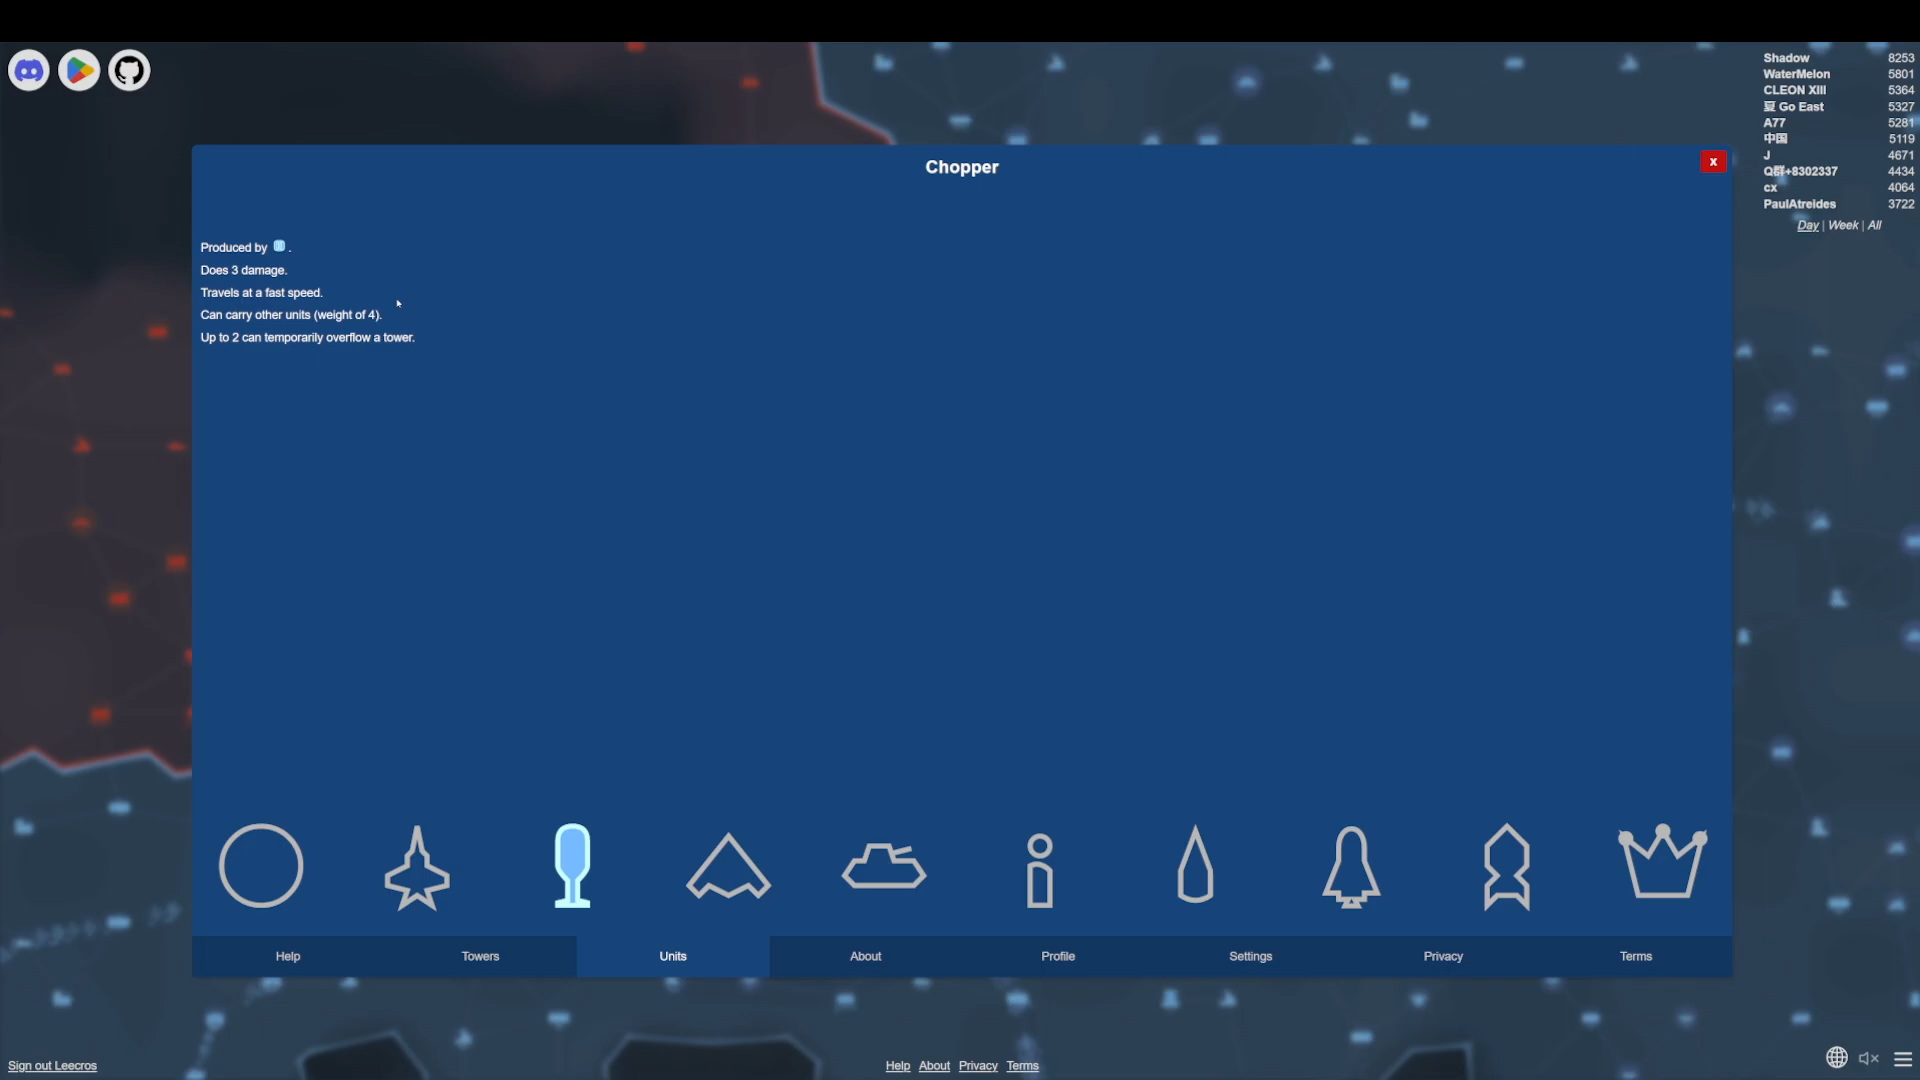 Shadow 8253
WaterMelon 5801
CLEON XIII 5364
夏 Go East 5327
A77 5281
中国 5119
J 4671
Q群+8302337 4434
cx 4064
PaulAtreides 3722
Day | Week | All
Chopper
x
Produced by .
Does 3 damage.
Travels at a fast speed.
Can carry other units (weight of 4).
Up to 2 can temporarily overflow a tower.
Help Towers Units About Profile Settings Privacy Terms
Sign out Leecros
Help About Privacy Terms